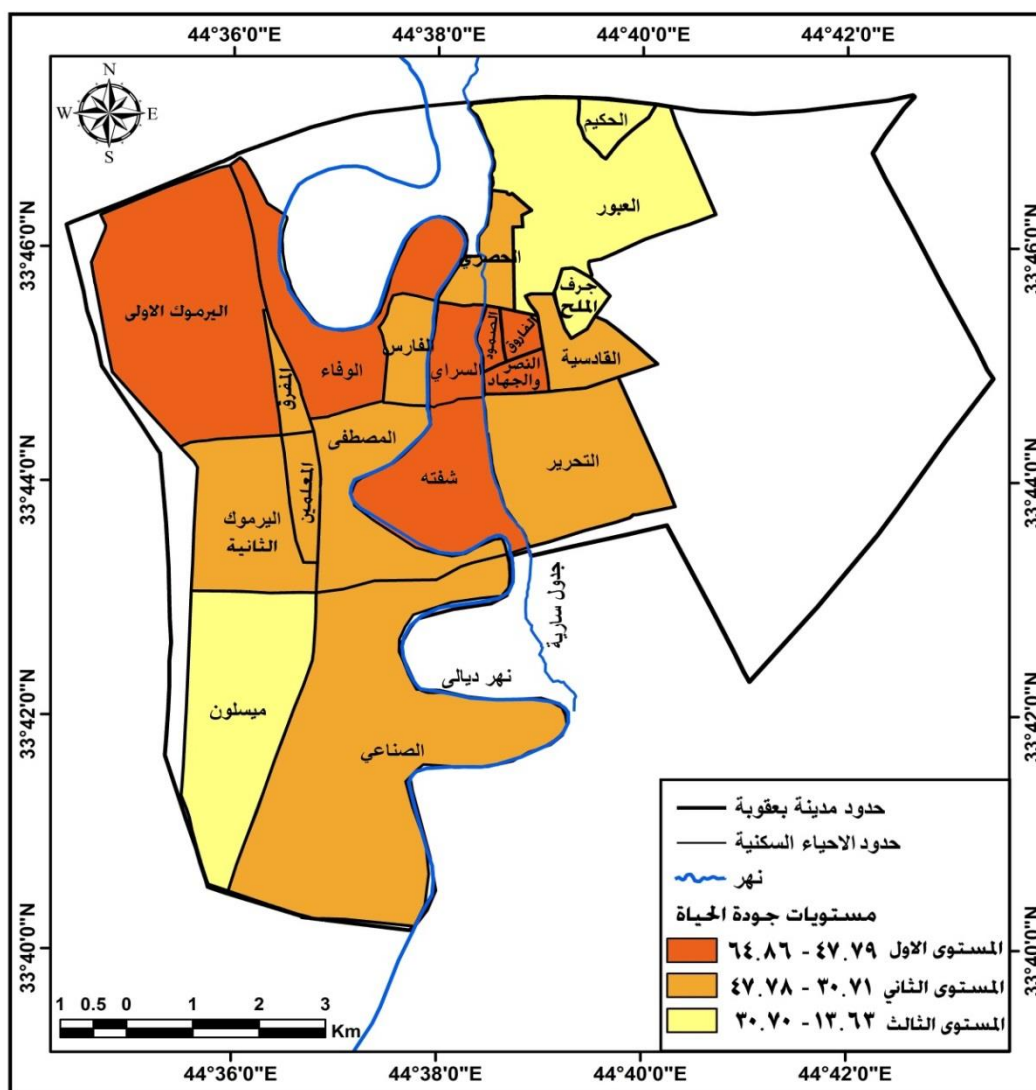 44°36'0"E 44°38'0"E 44°40'0"E 44°42'0"E
N
W E
S
33°46'0"N 33°46'0"N
33°44'0"N 33°44'0"N
33°42'0"N 33°42'0"N
33°40'0"N 33°40'0"N
الحكيم
العبور
الحصري
جرف
الملح
اليرموك الاولى
الوفاء
الفارس
السراي
الصمود
الفاروق
النصر
والجهاد
القادسية
المفرق
المصطفى
المعلمين
شفته
التحرير
اليرموك
الثانية
جدول سارية
نهر ديالى
ميسلون
الصناعي
حدود مدينة بعقوبة
حدود الاحياء السكنية
نهر
مستويات جودة الحياة
المستوى الاول ٤٧.٧٩ - ٦٤.٨٦
المستوى الثاني ٣٠.٧١ - ٤٧.٧٨
المستوى الثالث ١٣.٦٣ - ٣٠.٧٠
1 0.5 0 1 2 3
Km
44°36'0"E 44°38'0"E 44°40'0"E 44°42'0"E